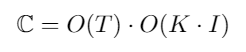 ℂ = O(T) · O(K · I)